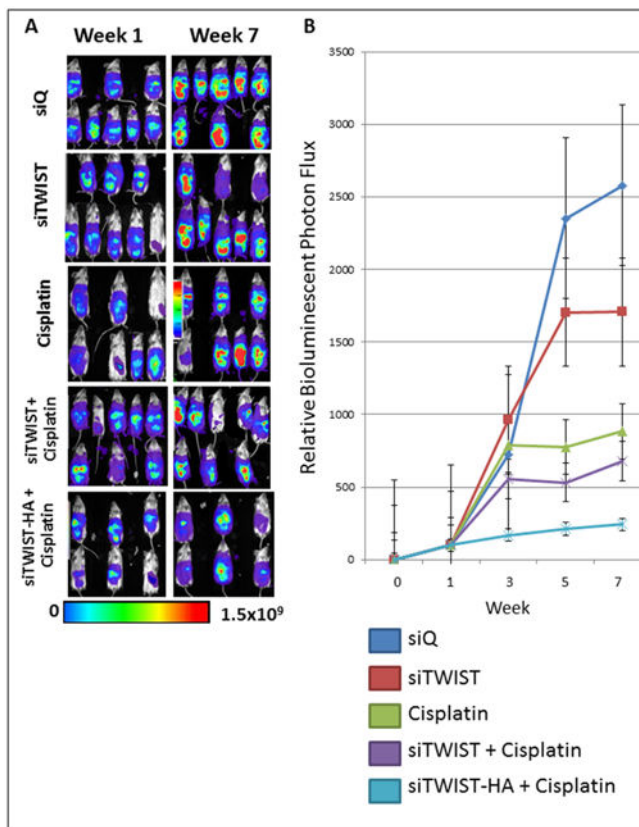 A
Week 1
Week 7
siQ
siTWIST
Cisplatin
siTWIST+
Cisplatin
siTWIST-HA +
Cisplatin
0
1.5x10⁹
B
Relative Bioluminescent Photon Flux
3500
3000
2500
2000
1500
1000
500
0
0 1 3 5 7
Week
siQ
siTWIST
Cisplatin
siTWIST + Cisplatin
siTWIST-HA + Cisplatin